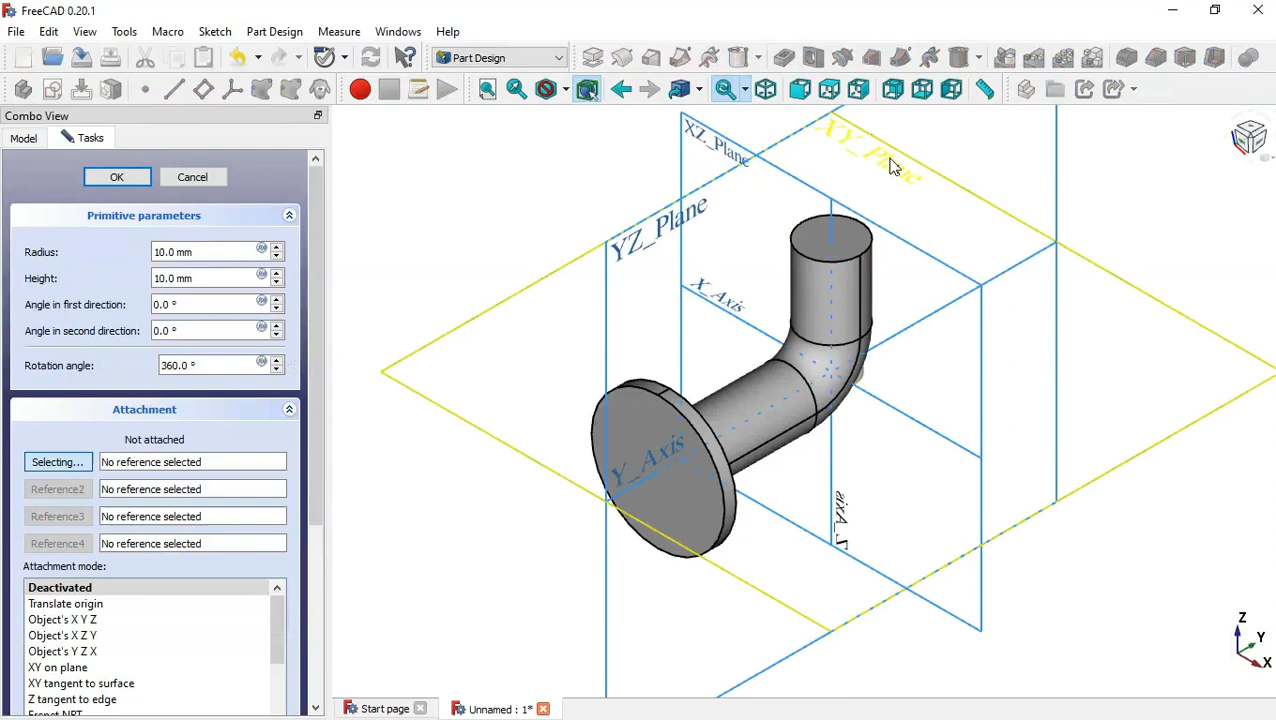 FreeCAD 0.20.1
File Edit View Tools Macro Sketch Part Design Measure Windows Help
Part Design
Combo View
Model Tasks
OK Cancel
Primitive parameters
Radius: 10.0 mm
Height: 10.0 mm
Angle in first direction: 0.0 °
Angle in second direction: 0.0 °
Rotation angle: 360.0 °
Attachment
Not attached
Selecting... No reference selected
Reference2 No reference selected
Reference3 No reference selected
Reference4 No reference selected
Attachment mode:
Deactivated
Translate origin
Object's X Y Z
Object's X Z Y
Object's Y Z X
XY on plane
XY tangent to surface
Z tangent to edge
Frenet NBT
XZ_Plane
XY_Plane
YZ_Plane
X_Axis
Y_Axis
Z_Axis
Z
Y
X
Start page
Unnamed : 1*